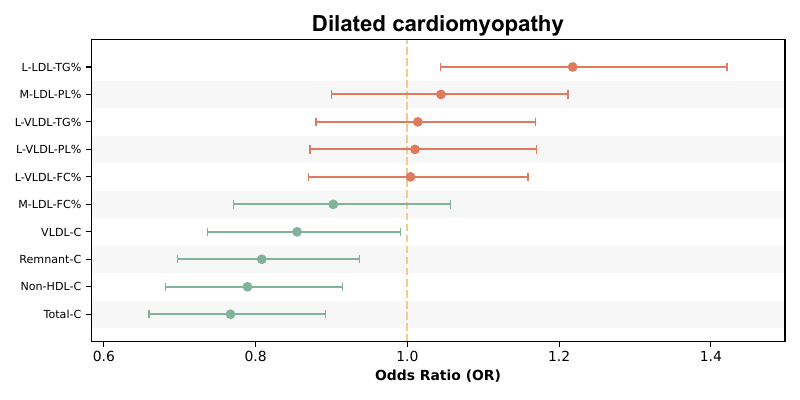 Dilated cardiomyopathy
L-LDL-TG%
M-LDL-PL%
L-VLDL-TG%
L-VLDL-PL%
L-VLDL-FC%
M-LDL-FC%
VLDL-C
Remnant-C
Non-HDL-C
Total-C
0.6 0.8 1.0 1.2 1.4
Odds Ratio (OR)